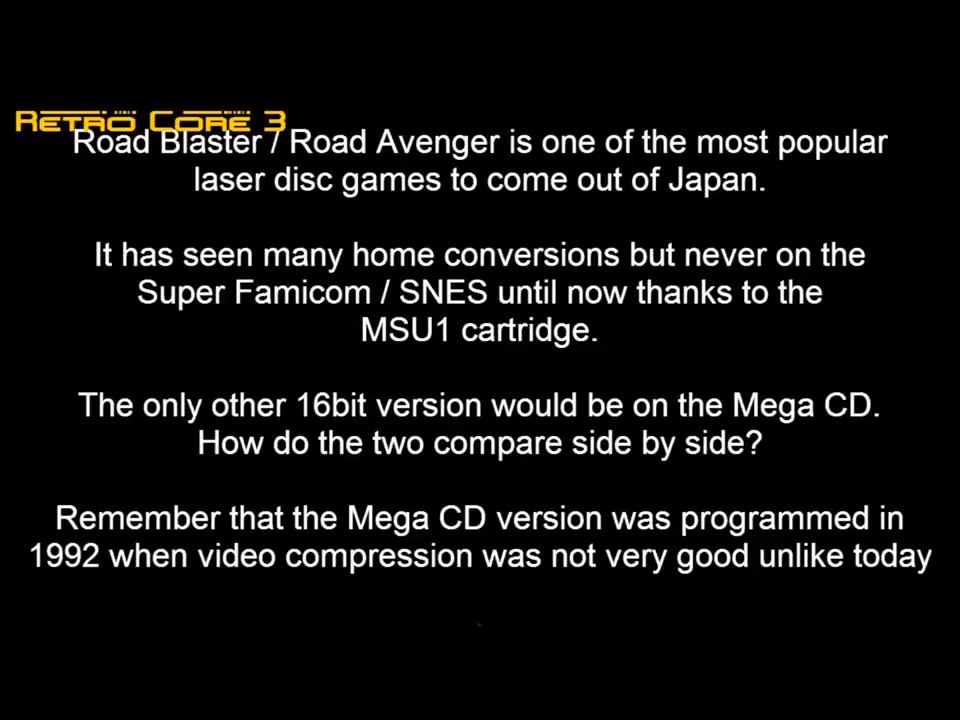 Retro Core 3
Road Blaster / Road Avenger is one of the most popular
laser disc games to come out of Japan.
It has seen many home conversions but never on the
Super Famicom / SNES until now thanks to the
MSU1 cartridge.
The only other 16bit version would be on the Mega CD.
How do the two compare side by side?
Remember that the Mega CD version was programmed in
1992 when video compression was not very good unlike today